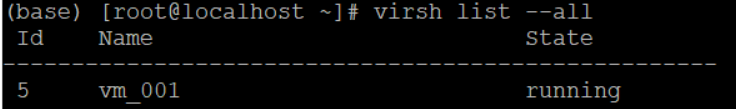 (base) [root@localhost ~]# virsh list --all
Id    Name                           State
----------------------------------------------------
5     vm_001                         running